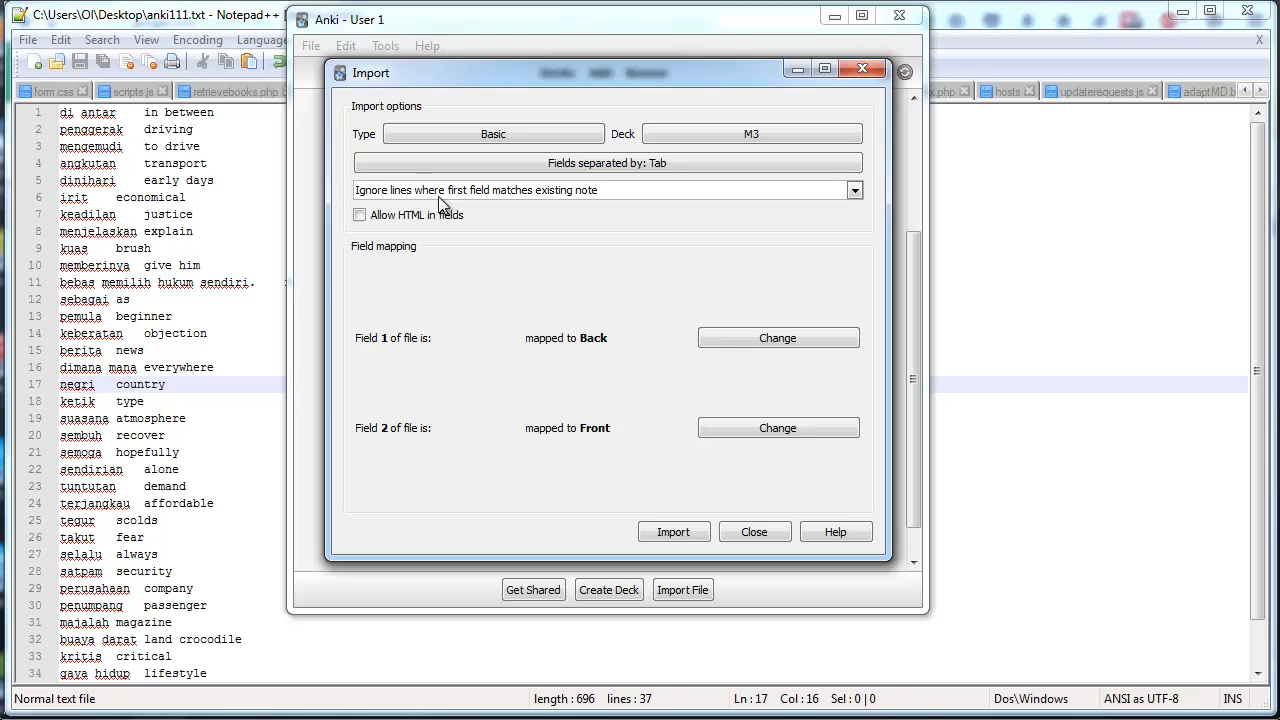 C:\Users\Ol\Desktop\anki111.txt - Notepad++
File Edit Search View Encoding Language
form.css scripts.js retrievebooks.php
hosts updaterequests.js
X
1 di antar in between
2 penggerak driving
3 mengemudi to drive
4 angkutan transport
5 dinihari early days
6 irit economical
7 keadilan justice
8 menjelaskan explain
9 kuas brush
10 memberinya give him
11 bebas memilih hukum sendiri.
12 sebagai as
13 pemula beginner
14 keberatan objection
15 berita news
16 dimana mana everywhere
17 negri country
18 ketik type
19 suasana atmosphere
20 sembuh recover
21 semoga hopefully
22 sendirian alone
23 tuntutan demand
24 terjangkau affordable
25 tegur scolds
26 takut fear
27 selalu always
28 satpam security
29 perusahaan company
30 penumpang passenger
31 majalah magazine
32 buaya darat land crocodile
33 kritis critical
34 gaya hidup lifestyle
Normal text file
length : 696 lines : 37
Ln : 17 Col : 16 Sel : 0 | 0
Dos\Windows
ANSI as UTF-8
INS
Anki - User 1
File Edit Tools Help
Import
Import options
Type Basic Deck M3
Fields separated by: Tab
Ignore lines where first field matches existing note
Allow HTML in fields
Field mapping
Field 1 of file is: mapped to Back Change
Field 2 of file is: mapped to Front Change
Import Close Help
Get Shared Create Deck Import File